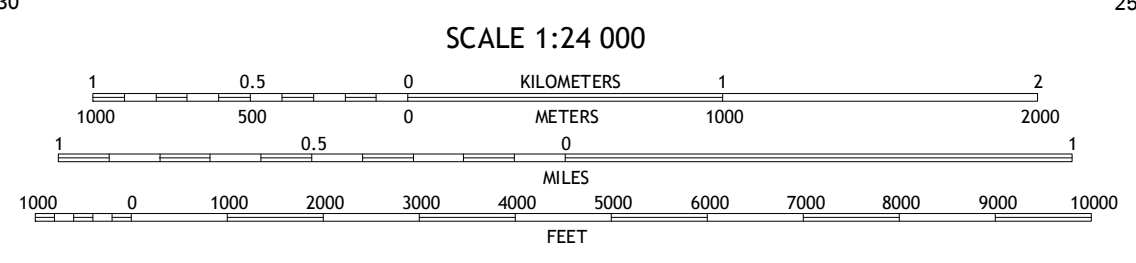 30 25
SCALE 1:24 000
1 0.5 0 KILOMETERS 1 2
1000 500 0 METERS 1000 2000
1 0.5 0 1
MILES
1000 0 1000 2000 3000 4000 5000 6000 7000 8000 9000 10000
FEET